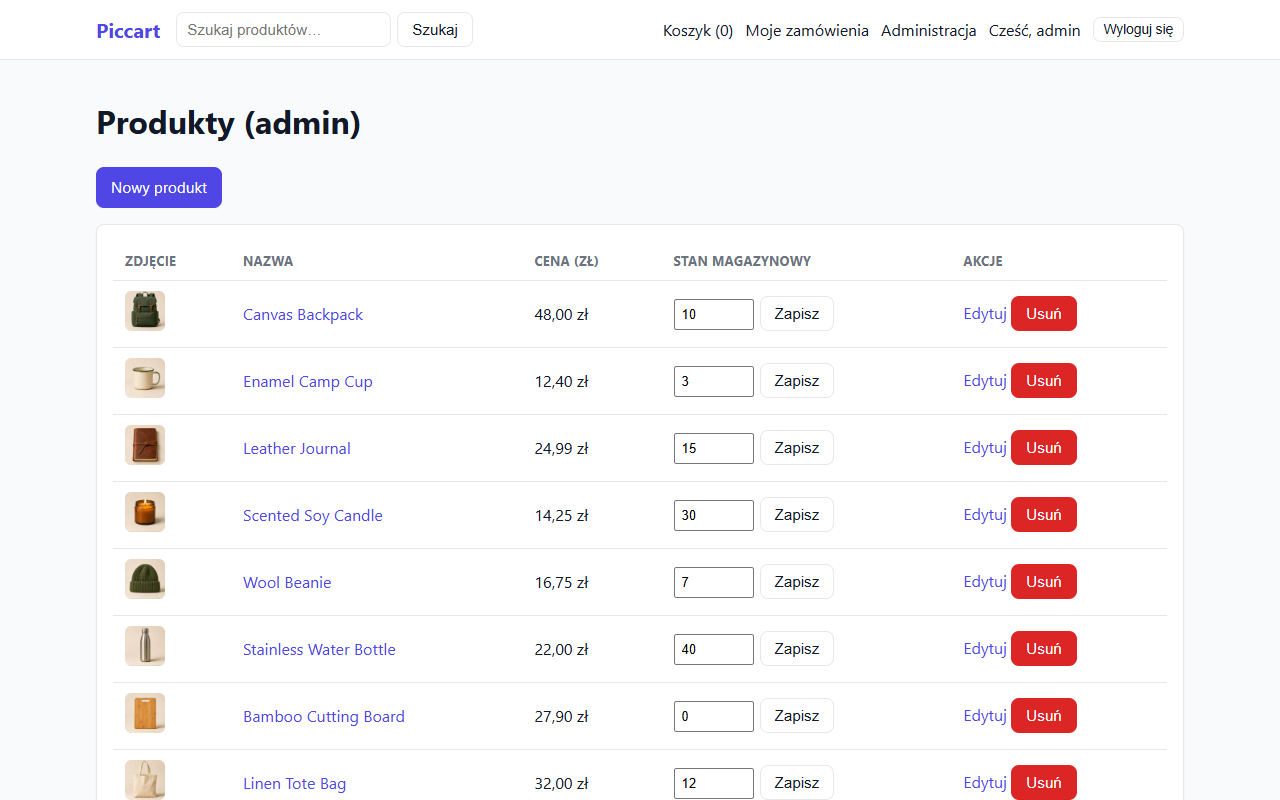 Piccart Szukaj produktów… Szukaj Koszyk (0) Moje zamówienia Administracja Cześć, admin Wyloguj się
Produkty (admin)
Nowy produkt
ZDJĘCIE NAZWA CENA (ZŁ) STAN MAGAZYNOWY AKCJE
Canvas Backpack 48,00 zł 10 Zapisz Edytuj Usuń
Enamel Camp Cup 12,40 zł 3 Zapisz Edytuj Usuń
Leather Journal 24,99 zł 15 Zapisz Edytuj Usuń
Scented Soy Candle 14,25 zł 30 Zapisz Edytuj Usuń
Wool Beanie 16,75 zł 7 Zapisz Edytuj Usuń
Stainless Water Bottle 22,00 zł 40 Zapisz Edytuj Usuń
Bamboo Cutting Board 27,90 zł 0 Zapisz Edytuj Usuń
Linen Tote Bag 32,00 zł 12 Zapisz Edytuj Usuń